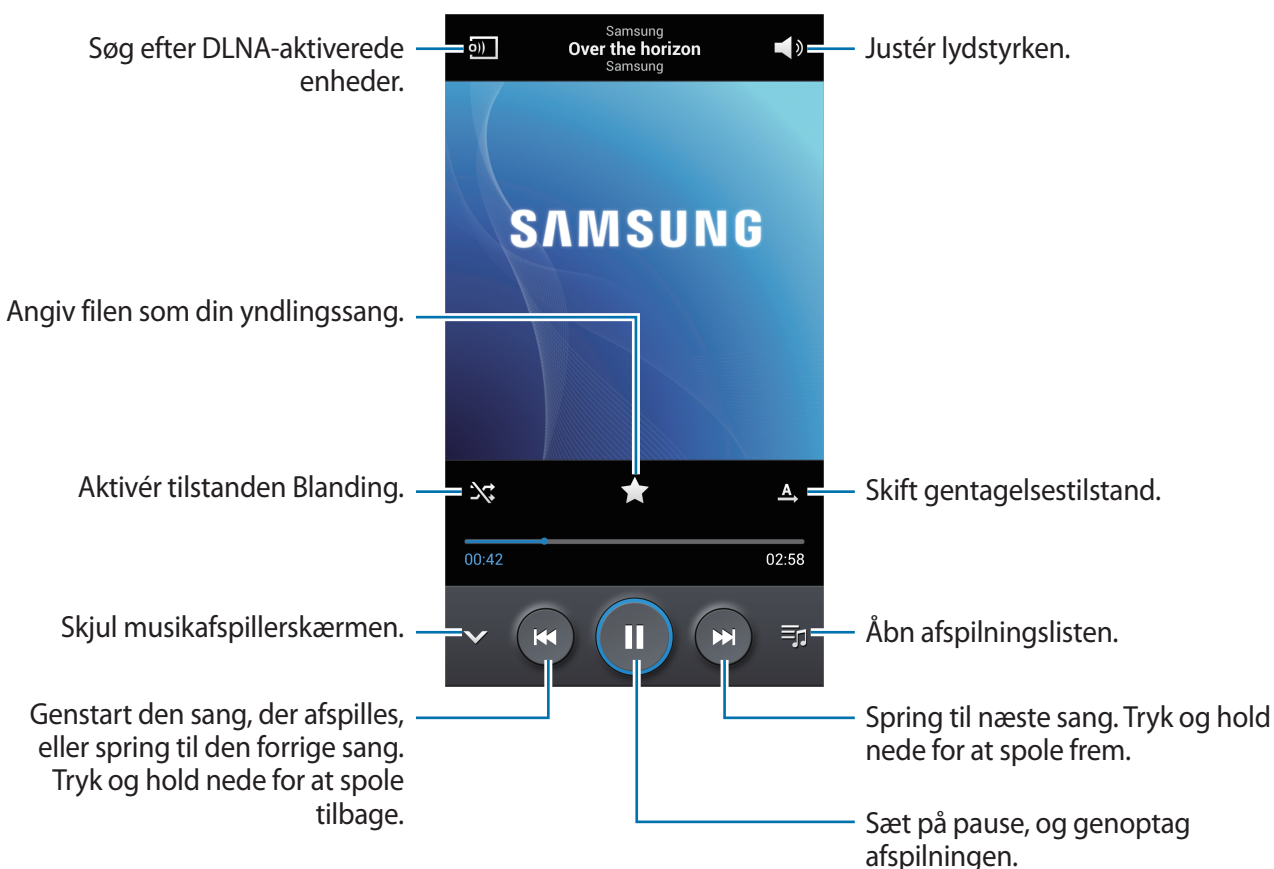 Søg efter DLNA-aktiverede
enheder.
Samsung
Over the horizon
Samsung
Justér lydstyrken.
SAMSUNG
Angiv filen som din yndlingssang.
Aktivér tilstanden Blanding.
A
Skift gentagelsestilstand.
00:42
02:58
Skjul musikafspillerskærmen.
Åbn afspilningslisten.
Genstart den sang, der afspilles,
eller spring til den forrige sang.
Tryk og hold nede for at spole
tilbage.
Spring til næste sang. Tryk og hold
nede for at spole frem.
Sæt på pause, og genoptag
afspilningen.